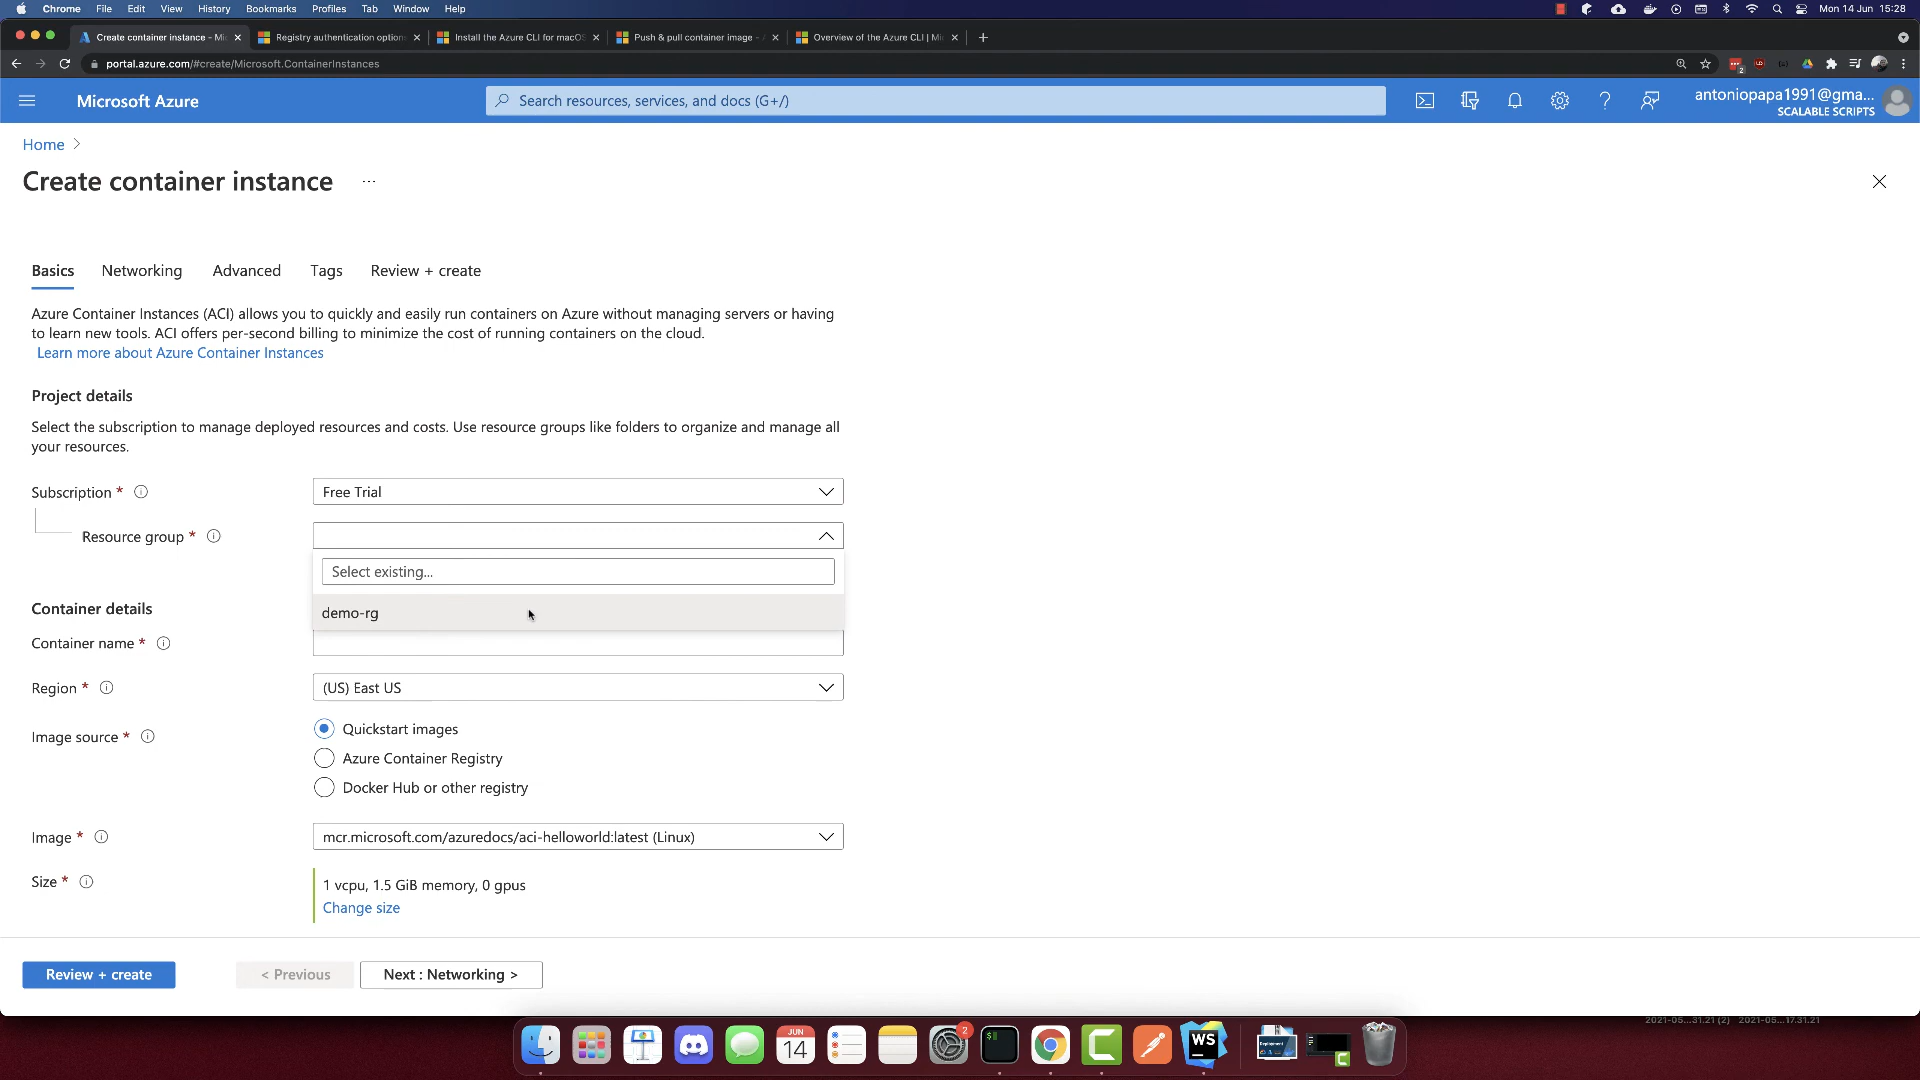 Chrome File Edit View History Bookmarks Profiles Tab Window Help
Mon 14 Jun 15:28
Create container instance - Mi
Registry authentication option
Install the Azure CLI for macOS
Push & pull container image -
Overview of the Azure CLI | Mi
portal.azure.com/#create/Microsoft.ContainerInstances
2
Microsoft Azure
Search resources, services, and docs (G+/)
antoniopapa1991@gma...
SCALABLE SCRIPTS
Home >
Create container instance ...
Basics Networking Advanced Tags Review + create
Azure Container Instances (ACI) allows you to quickly and easily run containers on Azure without managing servers or having
to learn new tools. ACI offers per-second billing to minimize the cost of running containers on the cloud.
Learn more about Azure Container Instances
Project details
Select the subscription to manage deployed resources and costs. Use resource groups like folders to organize and manage all
your resources.
Subscription *
Free Trial
Resource group *
Select existing...
demo-rg
Container details
Container name *
Region *
(US) East US
Image source *
Quickstart images
Azure Container Registry
Docker Hub or other registry
Image *
mcr.microsoft.com/azuredocs/aci-helloworld:latest (Linux)
Size *
1 vcpu, 1.5 GiB memory, 0 gpus
Change size
Review + create
< Previous
Next : Networking >
2021-05...31.21 (2) 2021-05...17.31.21
JUN
14
2
$
WS
Deployment